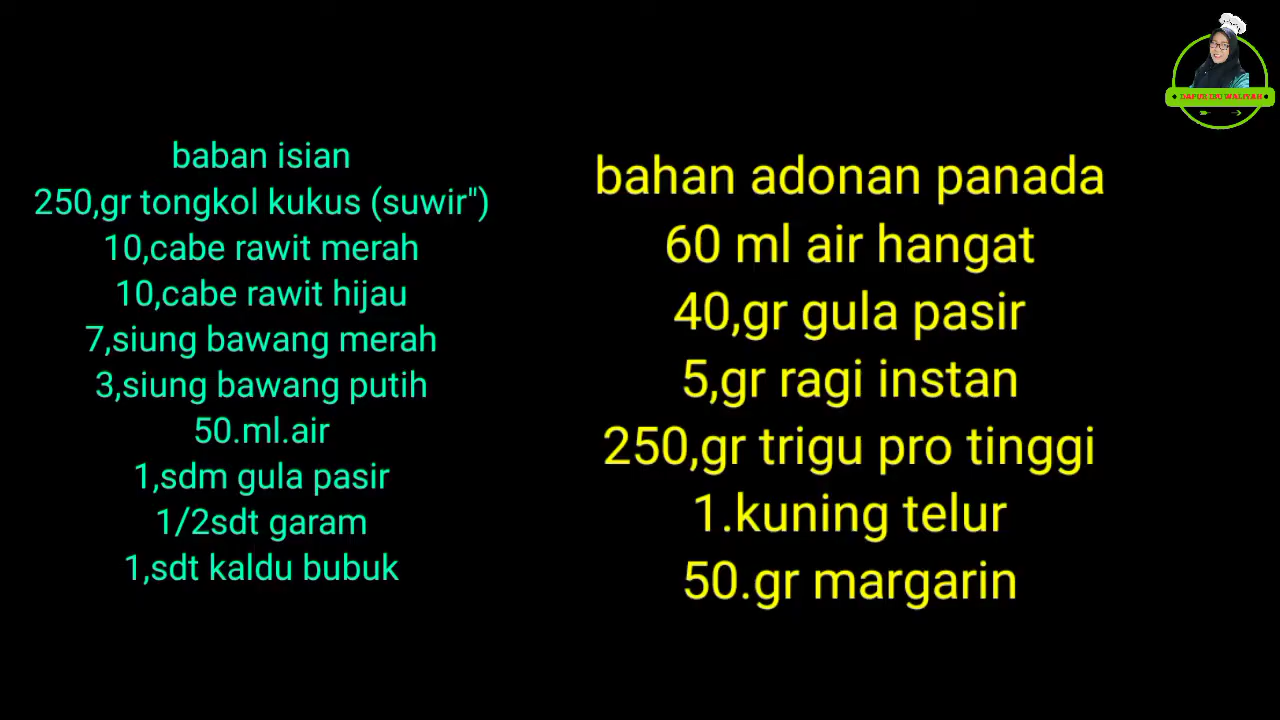 baban isian
250,gr tongkol kukus (suwir")
10,cabe rawit merah
10,cabe rawit hijau
7,siung bawang merah
3,siung bawang putih
50.ml.air
1,sdm gula pasir
1/2sdt garam
1,sdt kaldu bubuk
bahan adonan panada
60 ml air hangat
40,gr gula pasir
5,gr ragi instan
250,gr trigu pro tinggi
1.kuning telur
50.gr margarin
DAPUR IBU WALIYAH